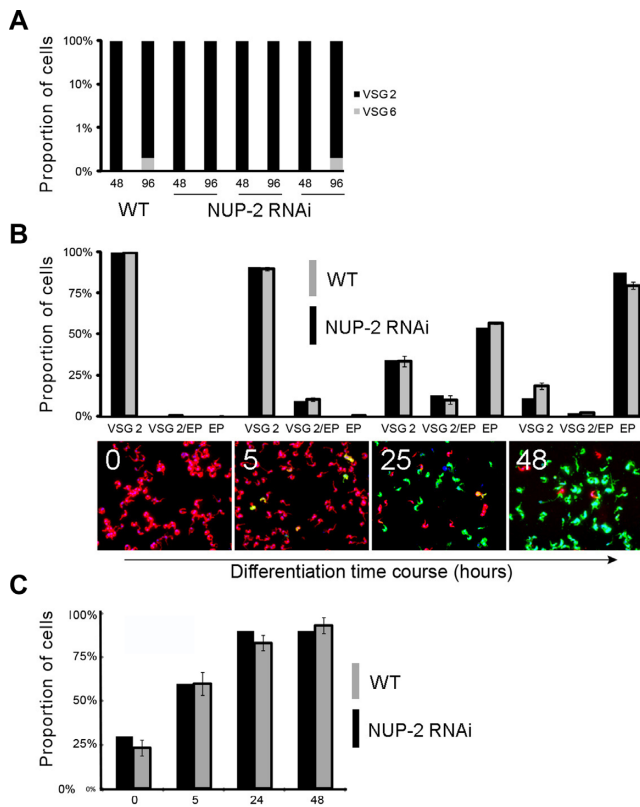 A
Proportion of cells
100%
10%
1%
0%
VSG 2
VSG 6
48 96 48 96 48 96 48 96
WT NUP-2 RNAi
B
Proportion of cells
100%
75%
50%
25%
0%
WT
NUP-2 RNAi
VSG 2 VSG 2/EP EP VSG 2 VSG 2/EP EP VSG 2 VSG 2/EP EP VSG 2 VSG 2/EP EP
0 5 25 48
Differentiation time course (hours)
C
Proportion of cells
100%
75%
50%
25%
0% 0%
WT
NUP-2 RNAi
0 5 24 48